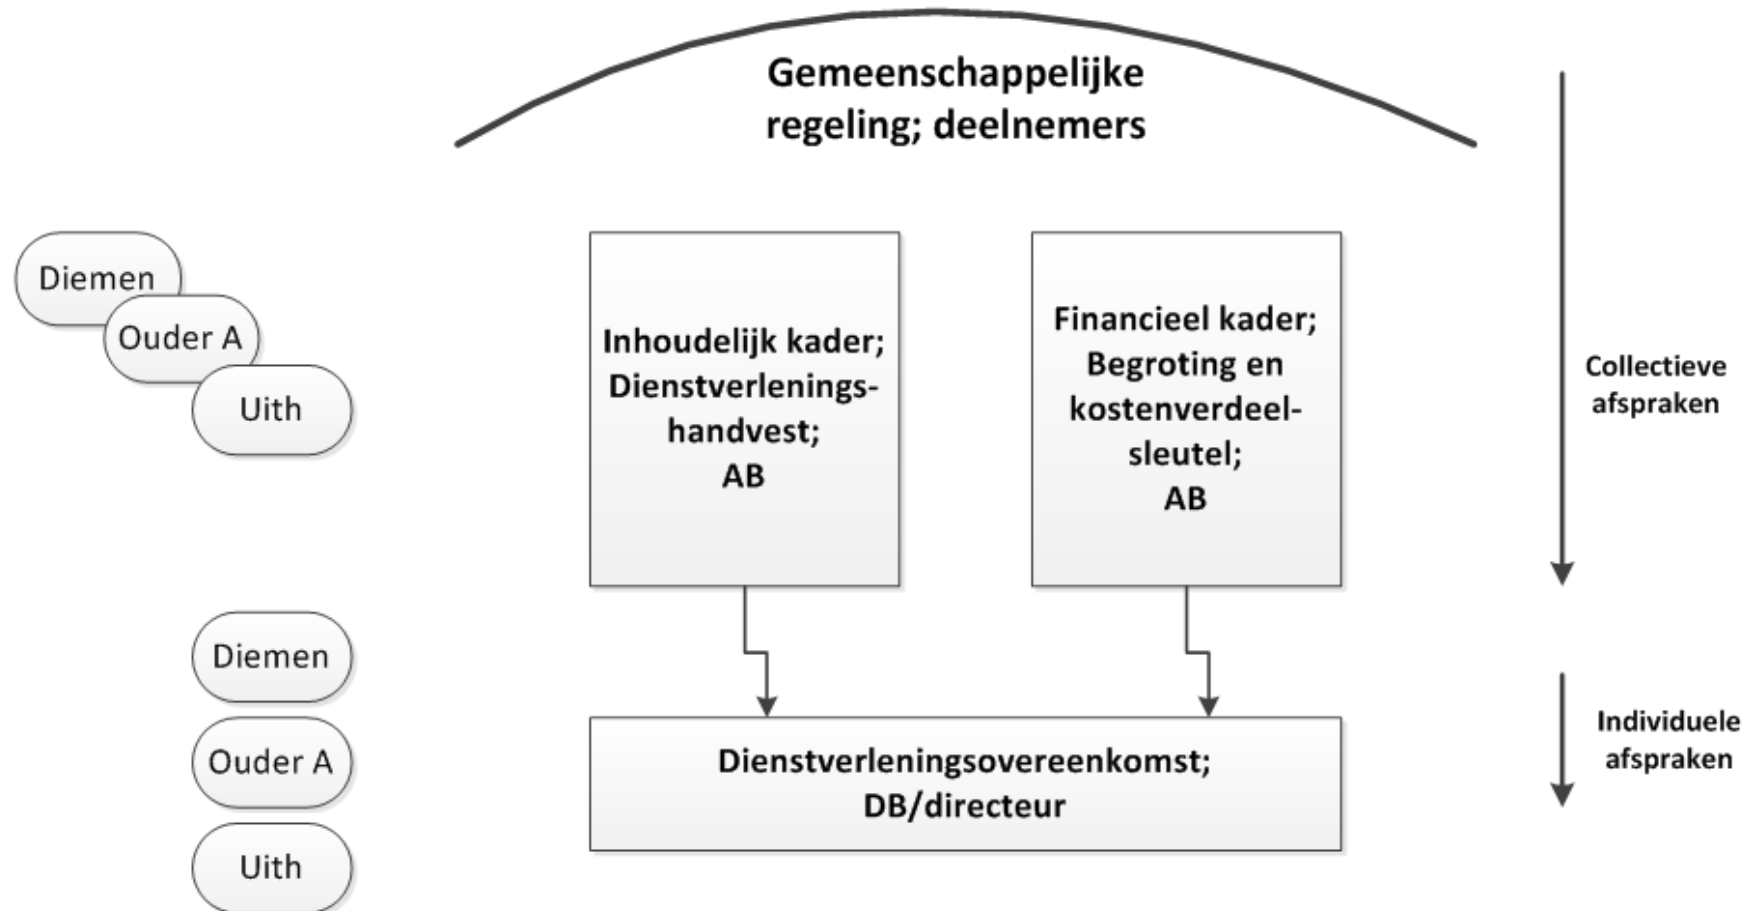 Gemeenschappelijke
regeling; deelnemers
Diemen
Ouder A
Uith
Inhoudelijk kader;
Dienstverlenings-
handvest;
AB
Financieel kader;
Begroting en
kostenverdeel-
sleutel;
AB
Collectieve
afspraken
Diemen
Ouder A
Uith
Dienstverleningsovereenkomst;
DB/directeur
Individuele
afspraken